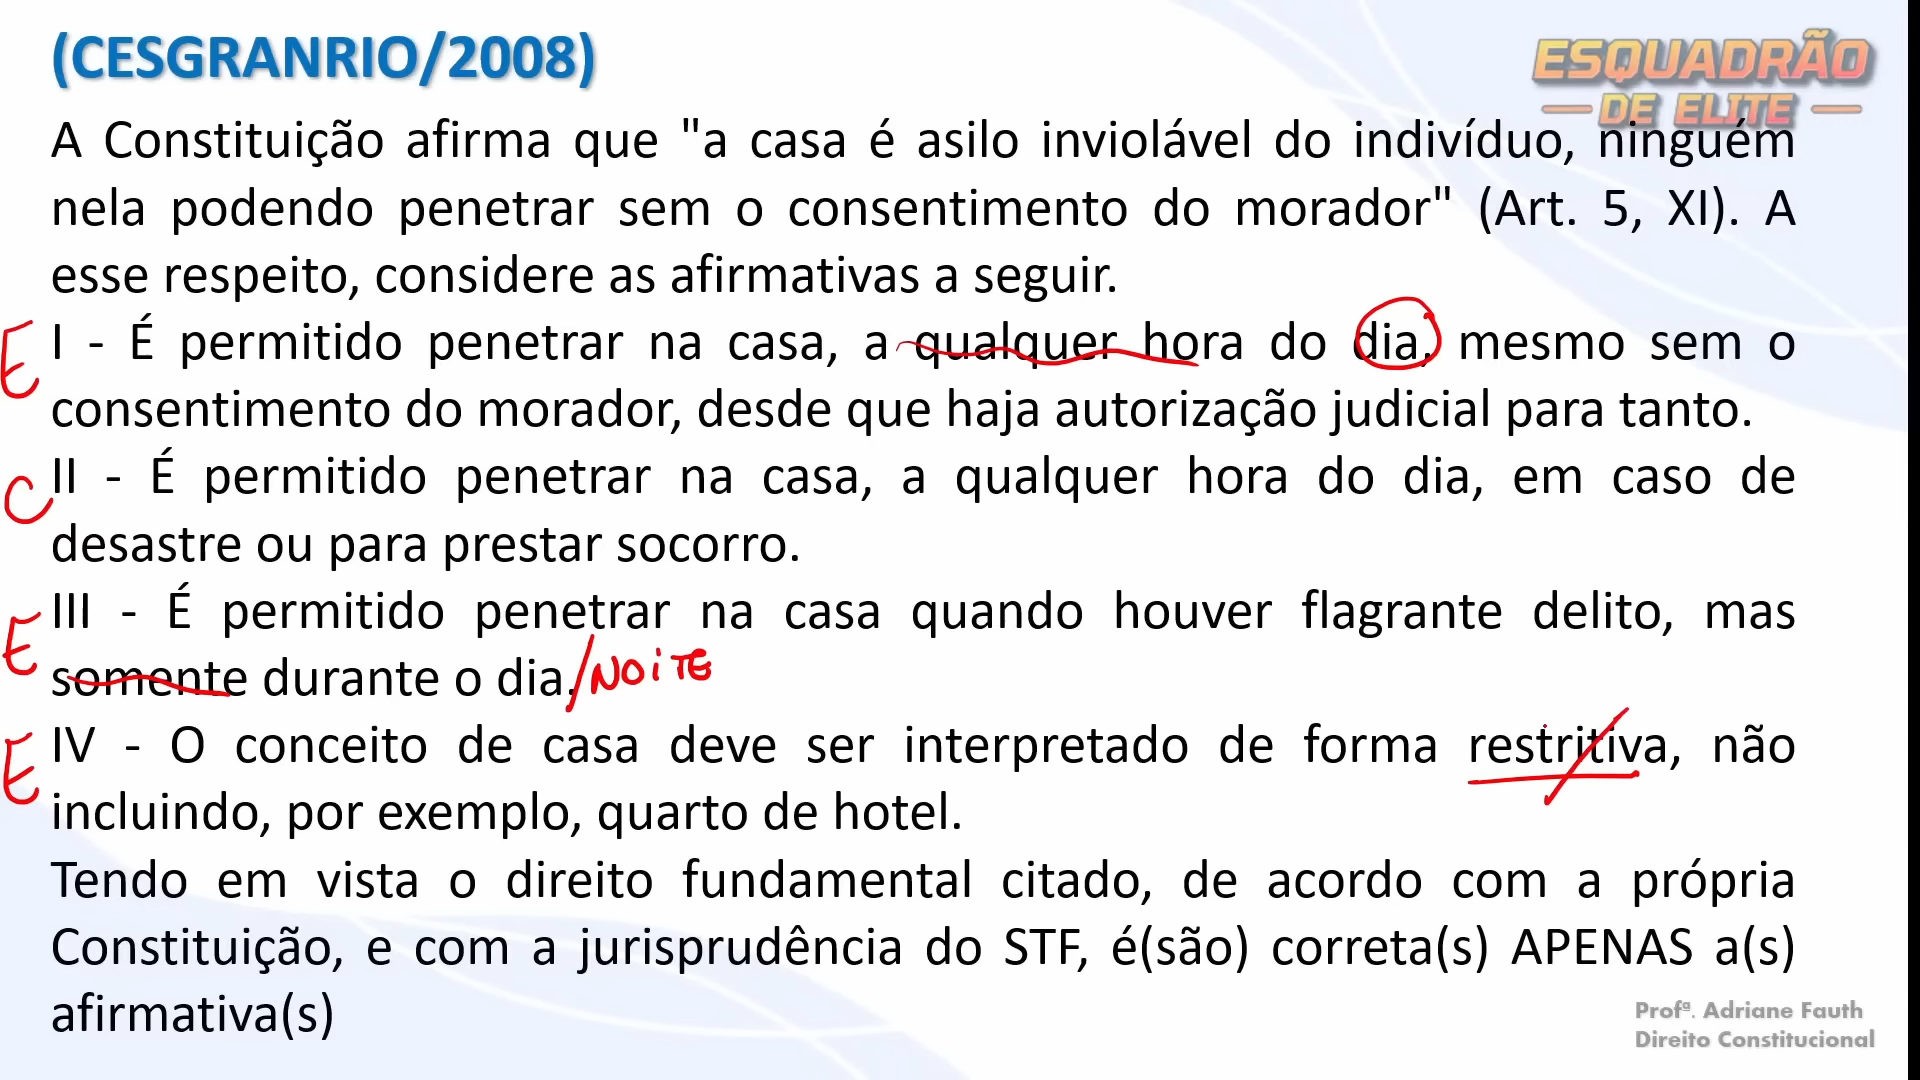 (CESGRANRIO/2008)
ESQUADRÃO
DE ELITE
A Constituição afirma que "a casa é asilo inviolável do indivíduo, ninguém
nela podendo penetrar sem o consentimento do morador" (Art. 5, XI). A
esse respeito, considere as afirmativas a seguir.
E I - É permitido penetrar na casa, a qualquer hora do dia, mesmo sem o
consentimento do morador, desde que haja autorização judicial para tanto.
C II - É permitido penetrar na casa, a qualquer hora do dia, em caso de
desastre ou para prestar socorro.
E III - É permitido penetrar na casa quando houver flagrante delito, mas
somente durante o dia. /NOITE
E IV - O conceito de casa deve ser interpretado de forma restritiva, não
incluindo, por exemplo, quarto de hotel.
Tendo em vista o direito fundamental citado, de acordo com a própria
Constituição, e com a jurisprudência do STF, é(são) correta(s) APENAS a(s)
afirmativa(s)
Profª. Adriane Fauth
Direito Constitucional